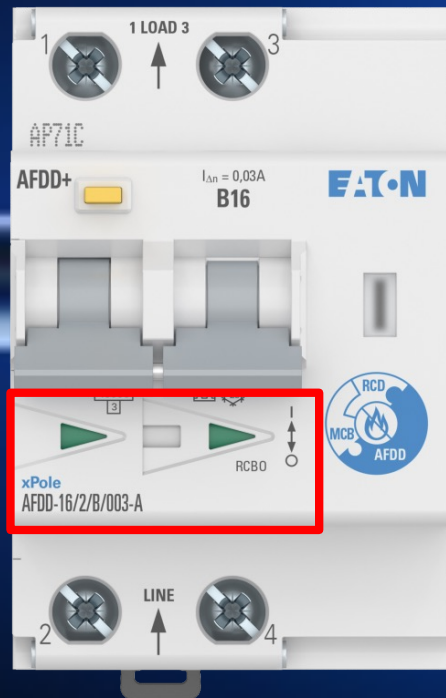 1 LOAD 3
1
3
AP71C
AFDD+
I∆n = 0,03A
B16
EATON
3
RCD
MCB
AFDD
I
RCBO
O
xPole
AFDD-16/2/B/003-A
LINE
2
4